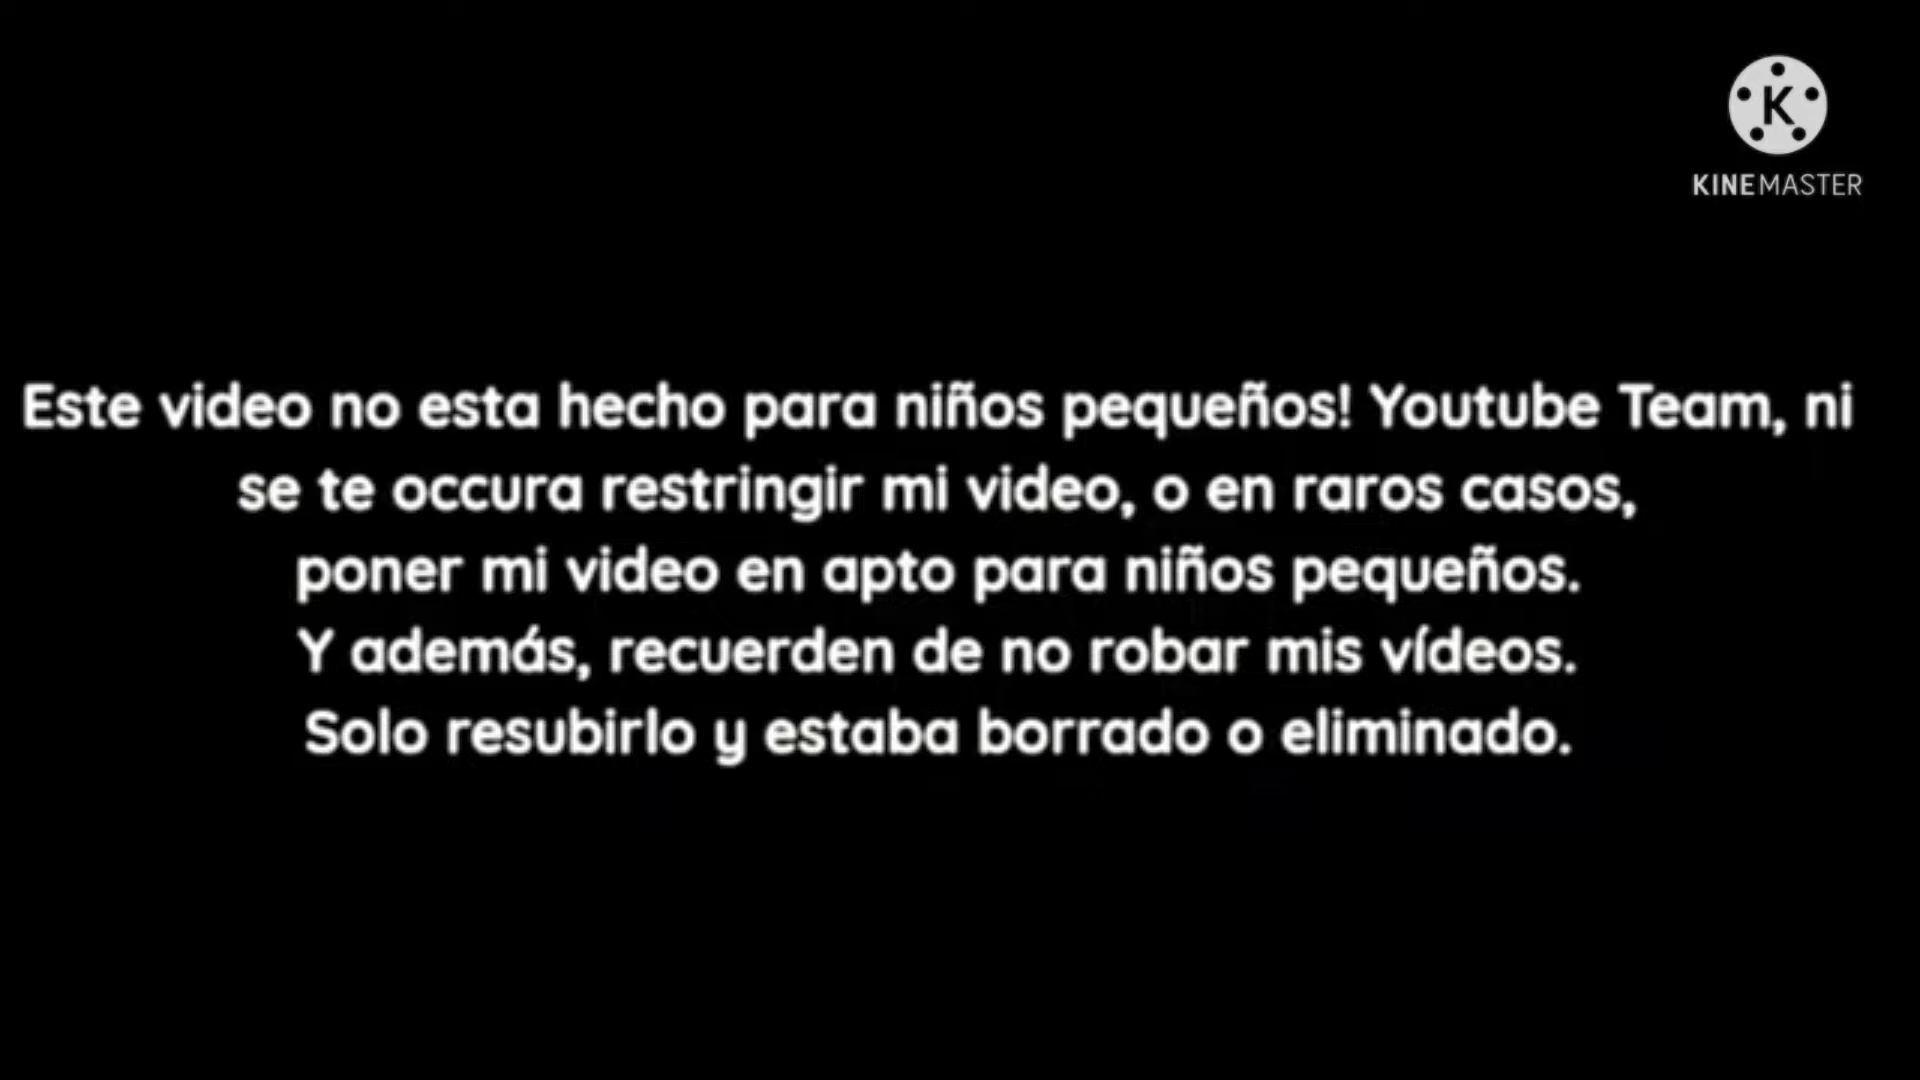 K
KINEMASTER
Este video no esta hecho para niños pequeños! Youtube Team, ni
se te occura restringir mi video, o en raros casos,
poner mi video en apto para niños pequeños.
Y además, recuerden de no robar mis vídeos.
Solo resubirlo y estaba borrado o eliminado.